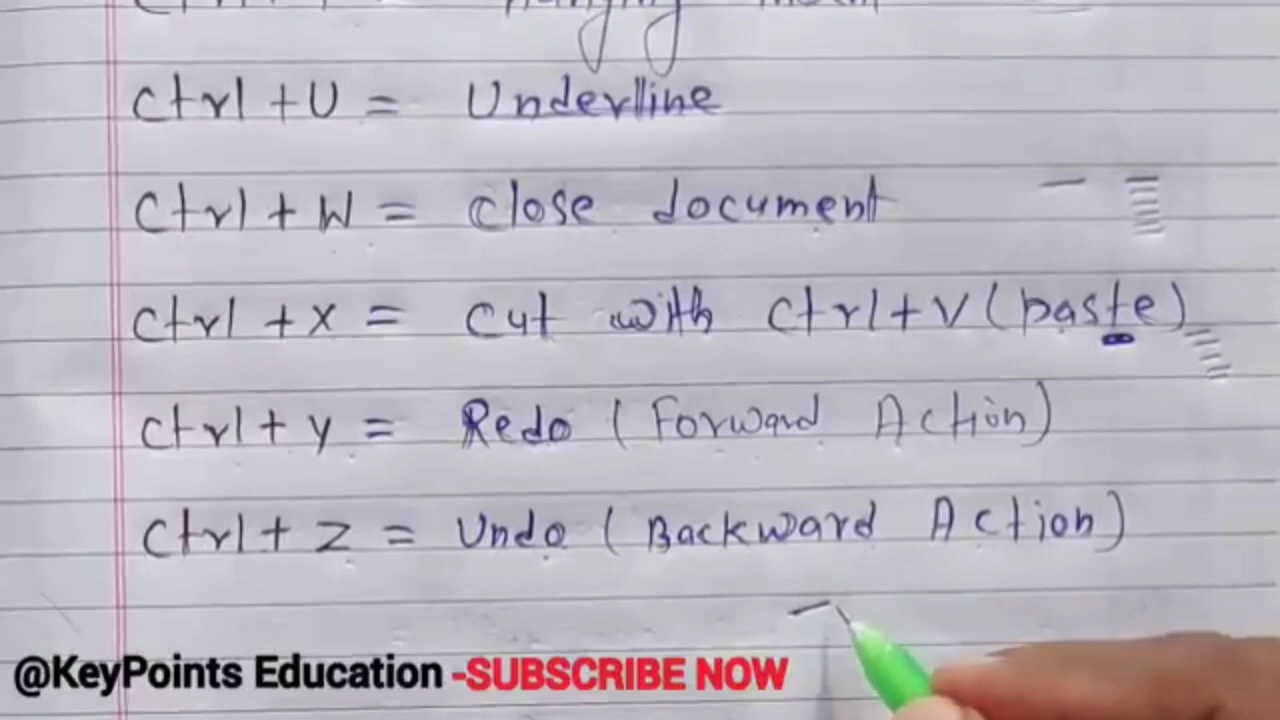 Ctrl + U = Underline
Ctrl + W = Close document
Ctrl + X = Cut with Ctrl+V (paste)
Ctrl + y = Redo (Forward Action)
Ctrl + Z = Undo (Backward Action)
@KeyPoints Education -SUBSCRIBE NOW